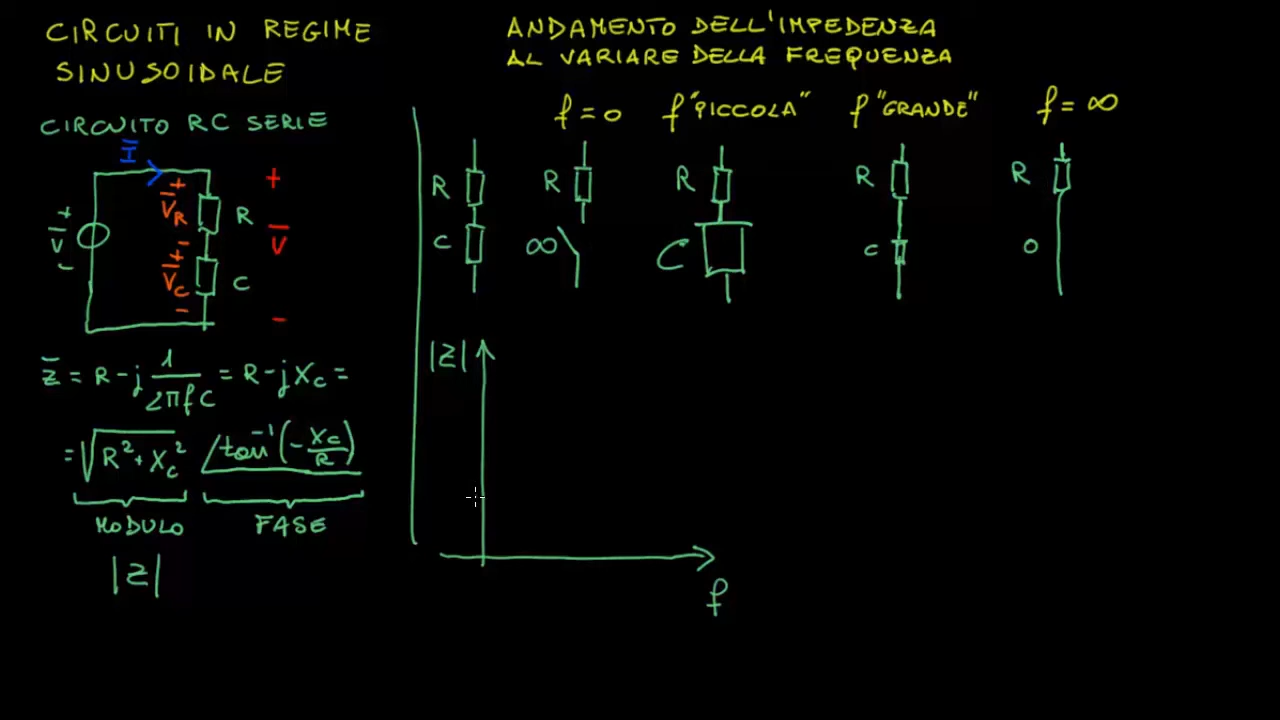 CIRCUITI IN REGIME
SINUSOIDALE
CIRCUITO RC SERIE
I̅
+
V̅
-
+
V̅R
-
+
V̅C
-
R
C
+
V̅
-
Z̅ = R - j 1/2πfC = R - jXC =
= √R² + XC² /tan⁻¹(-XC/R)
MODULO FASE
|Z|
ANDAMENTO DELL'IMPEDENZA
AL VARIARE DELLA FREQUENZA
f = 0 f "PICCOLA" f "GRANDE" f = ∞
R R R R R
C ∞ C C 0
|Z|
f